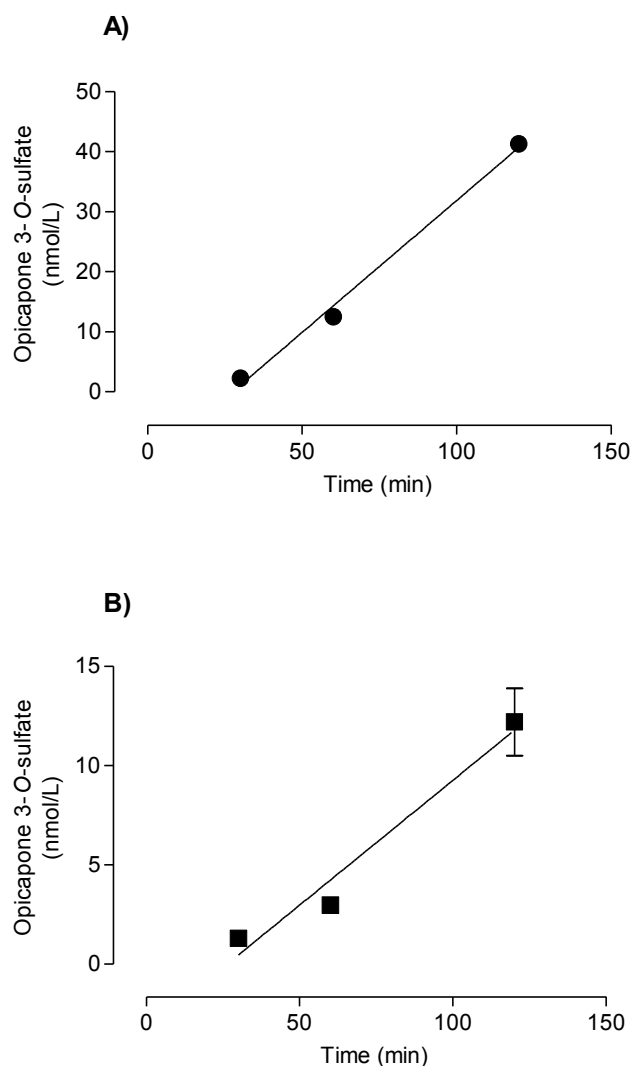 A)
Opicapone 3-O-sulfate
(nmol/L)
50
40
30
20
10
0
0 50 100 150
Time (min)
B)
Opicapone 3-O-sulfate
(nmol/L)
15
10
5
0
0 50 100 150
Time (min)